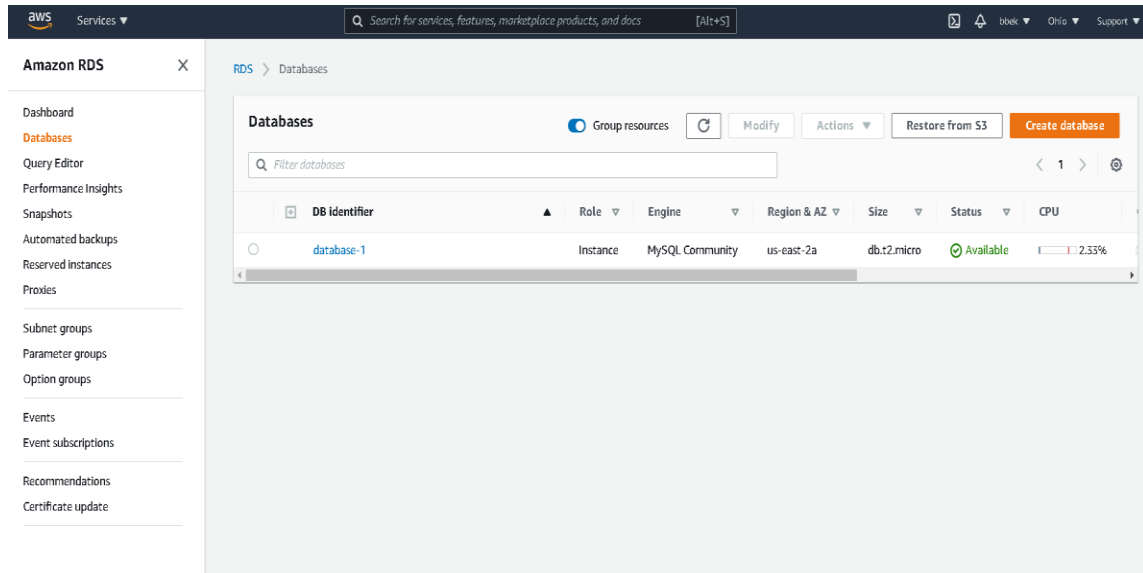 aws Services ▼ Search for services, features, marketplace products, and docs [Alt+S] bbek ▼ Ohio ▼ Support ▼
Amazon RDS X
Dashboard
Databases
Query Editor
Performance Insights
Snapshots
Automated backups
Reserved instances
Proxies
Subnet groups
Parameter groups
Option groups
Events
Event subscriptions
Recommendations
Certificate update
RDS > Databases
Databases Group resources Modify Actions ▼ Restore from S3 Create database
Filter databases < 1 >
DB identifier ▲ Role Engine Region & AZ Size Status CPU
database-1 Instance MySQL Community us-east-2a db.t2.micro Available 2.33%